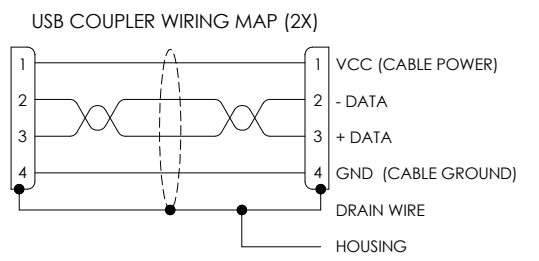 USB COUPLER WIRING MAP (2X)
1 1 VCC (CABLE POWER)
2 2 - DATA
3 3 + DATA
4 4 GND (CABLE GROUND)
DRAIN WIRE
HOUSING